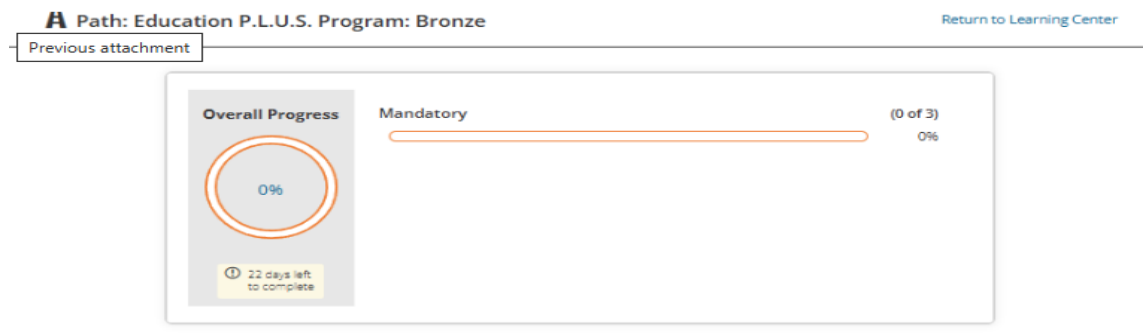 Path: Education P.L.U.S. Program: Bronze
Return to Learning Center
Previous attachment
Overall Progress
Mandatory
(0 of 3)
0%
0%
22 days left
to complete